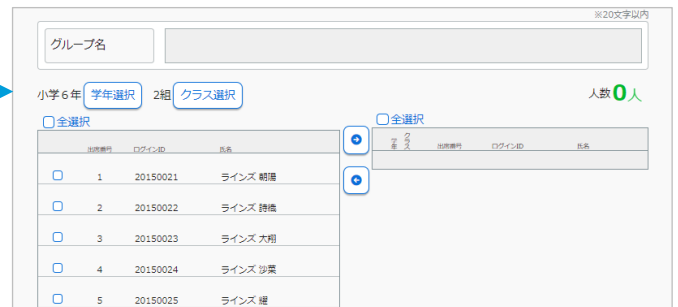 ※20文字以内
グループ名
小学6年 学年選択 2組 クラス選択 人数0人
全選択
出席番号 ログインID 氏名
1 20150021 ラインズ 朝陽
2 20150022 ラインズ 詩織
3 20150023 ラインズ 大翔
4 20150024 ラインズ 沙菜
5 20150025 ラインズ 耀
全選択
学年 クラス 出席番号 ログインID 氏名